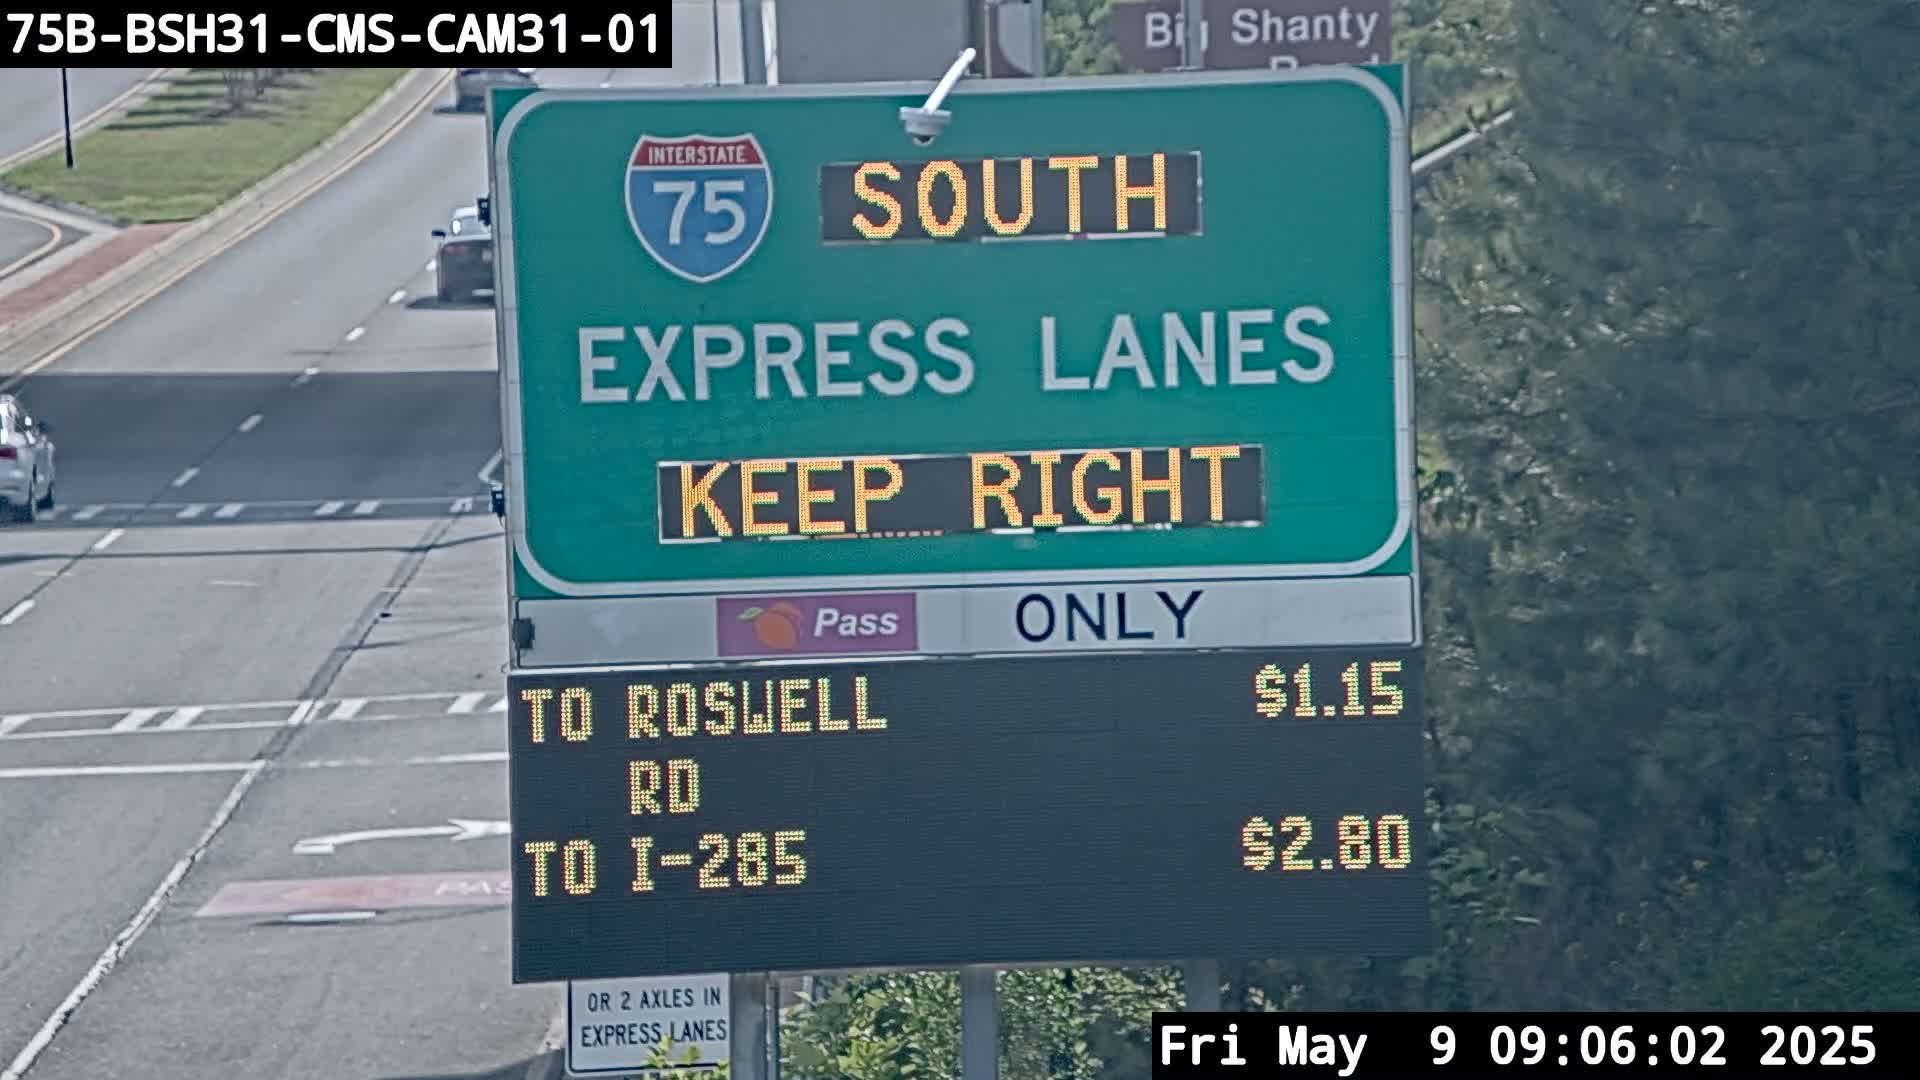 75B-BSH31-CMS-CAM31-01
Big Shanty
Road
INTERSTATE
75
SOUTH
EXPRESS LANES
KEEP RIGHT
Pass ONLY
TO ROSWELL $1.15
RD
TO I-285 $2.80
OR 2 AXLES IN
EXPRESS LANES
Fri May 9 09:06:02 2025